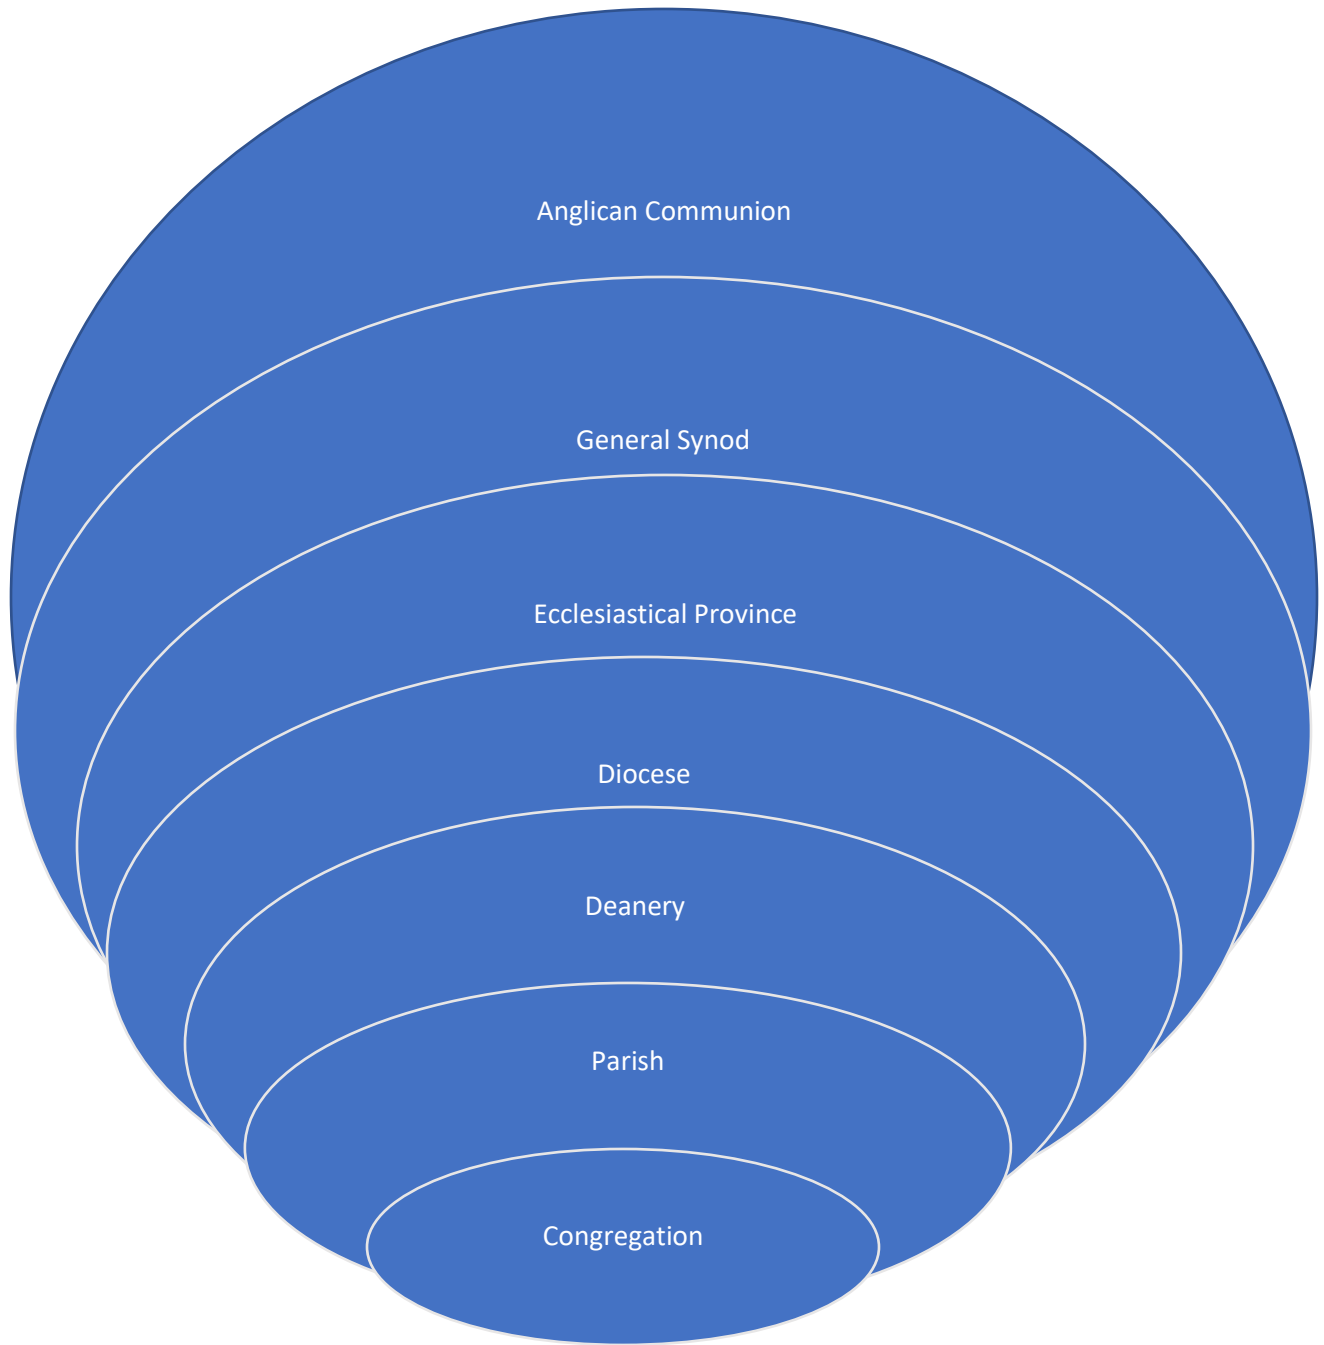 Anglican Communion
General Synod
Ecclesiastical Province
Diocese
Deanery
Parish
Congregation